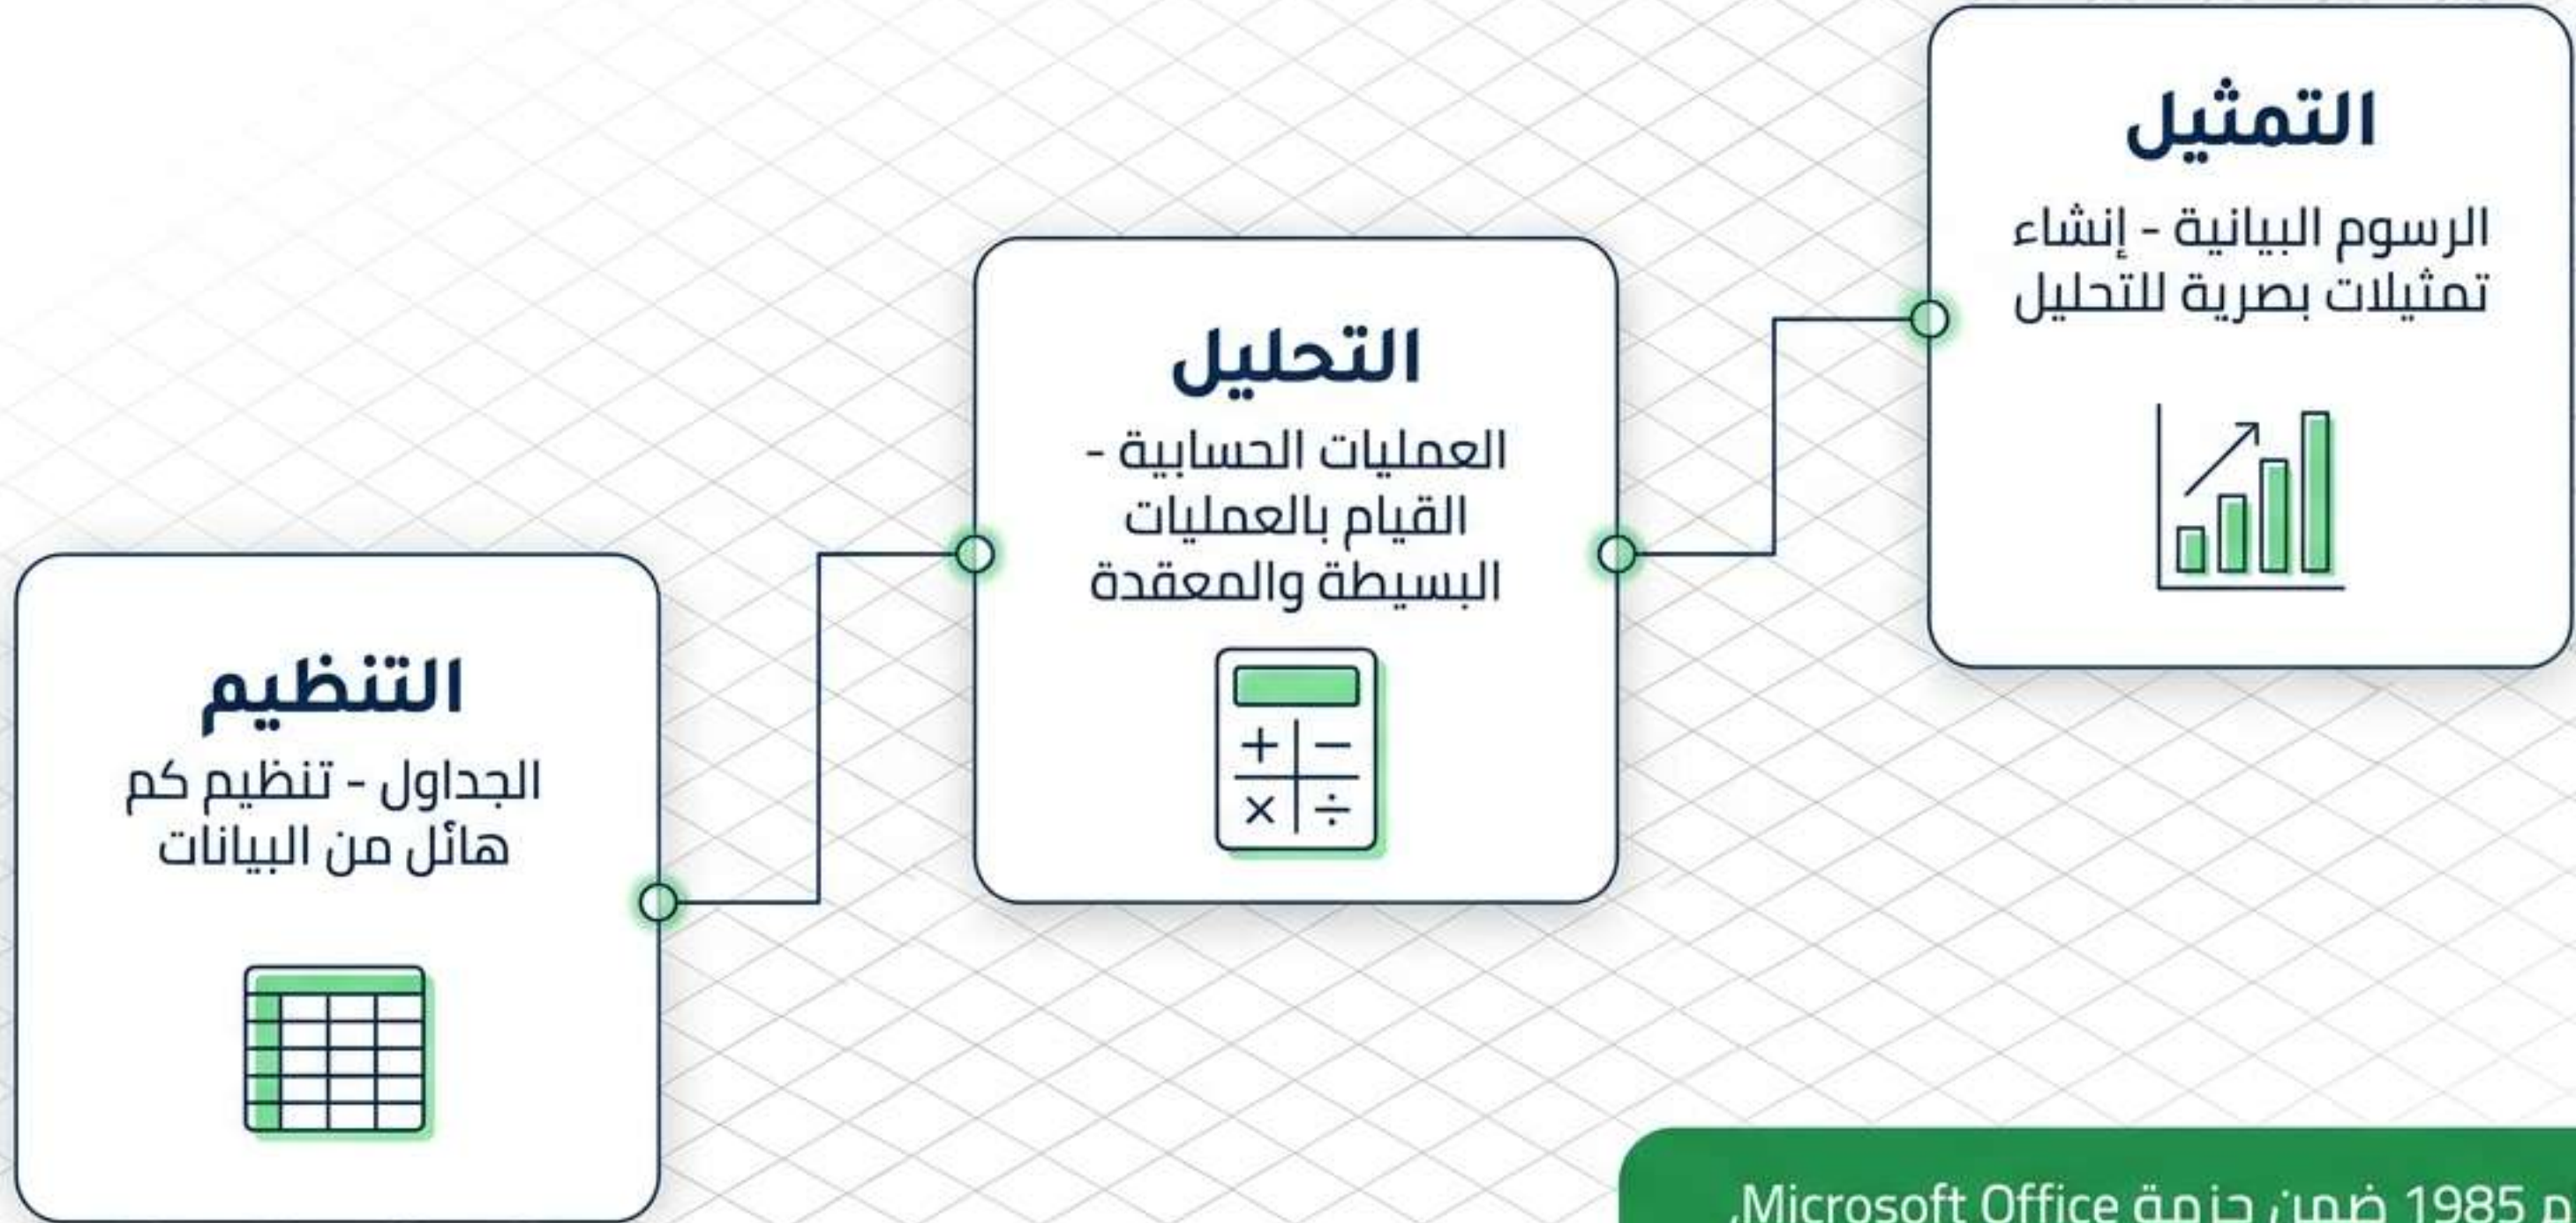 التمثيل
الرسوم البيانية - إنشاء
تمثيلات بصرية للتحليل
التحليل
العمليات الحسابية -
القيام بالعمليات
البسيطة والمعقدة
+ −
× ÷
التنظيم
الجداول - تنظيم كم
هائل من البيانات
1985 ضمن حزمة Microsoft Office،